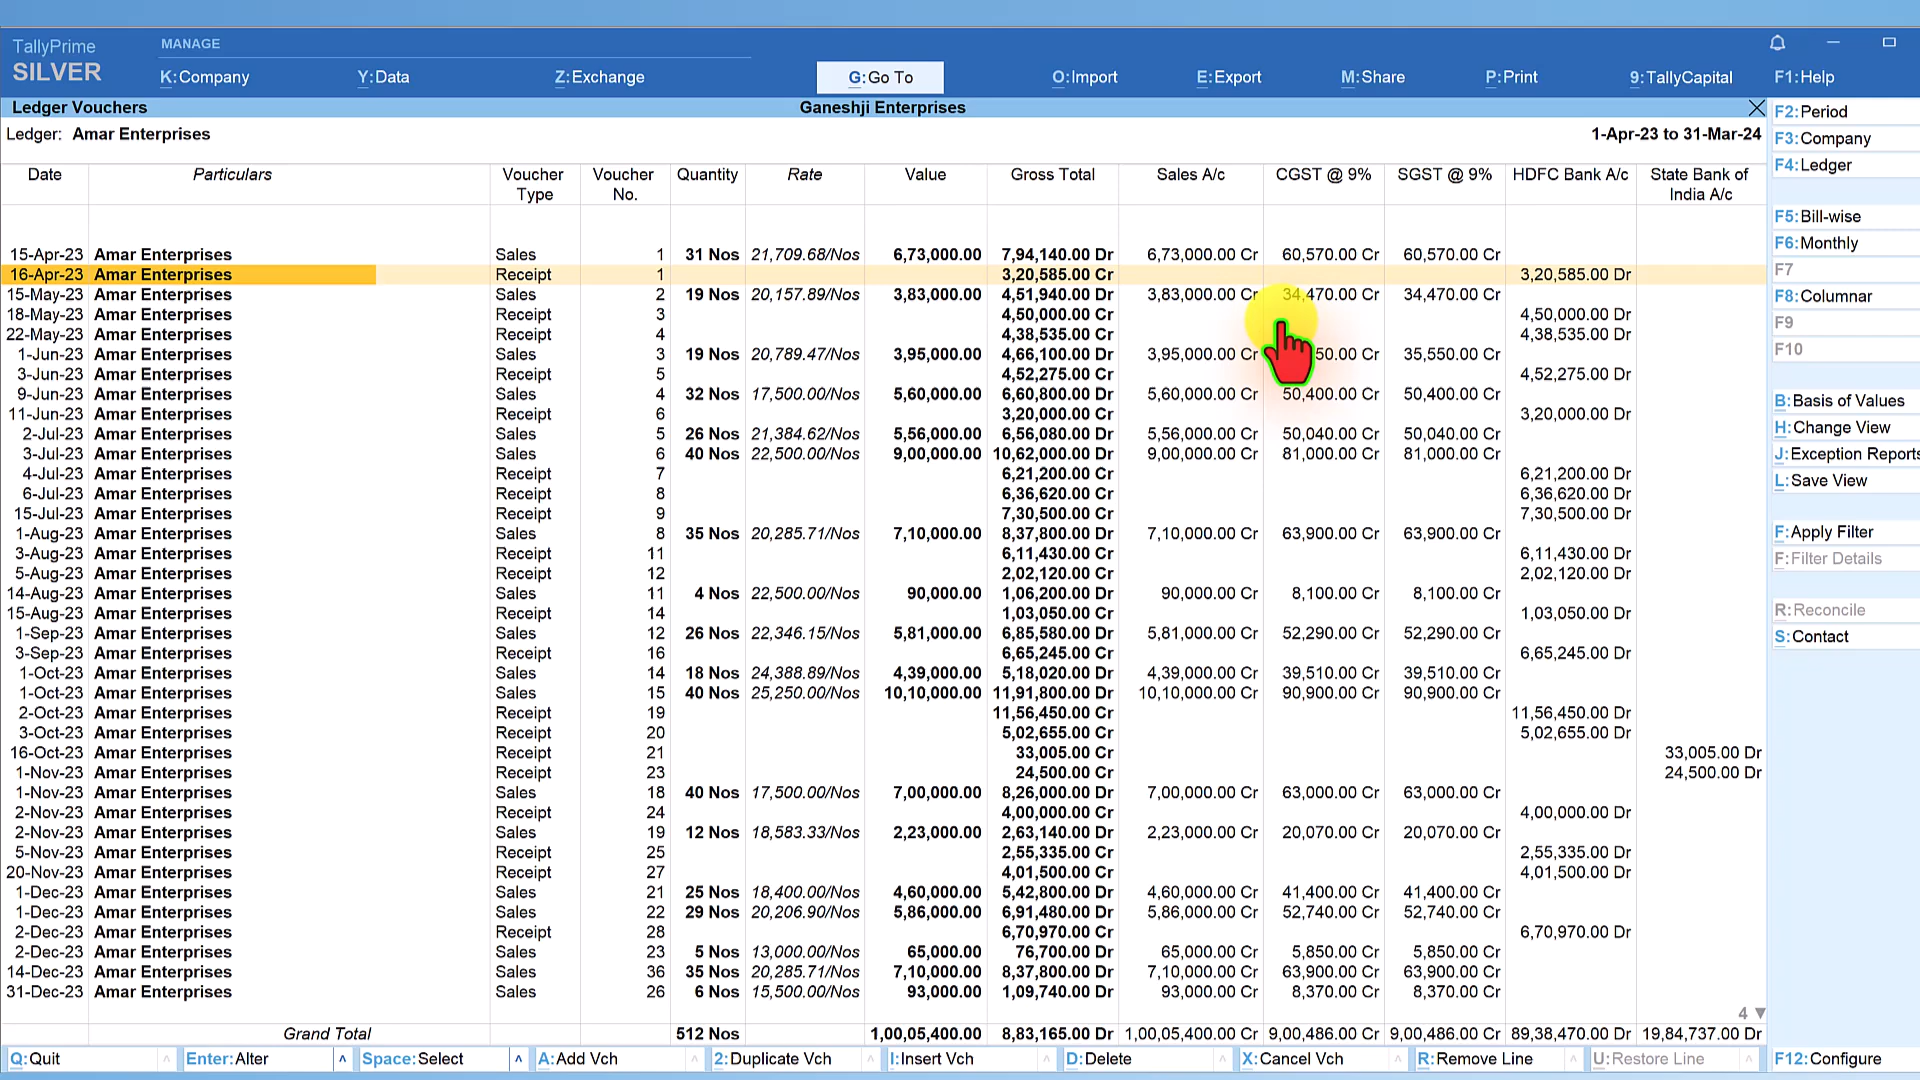 TallyPrime
SILVER
MANAGE
K:Company Y:Data Z:Exchange G:Go To O:Import E:Export M:Share P:Print 9:TallyCapital F1:Help
Ledger Vouchers Ganeshji Enterprises
Ledger: Amar Enterprises 1-Apr-23 to 31-Mar-24
Date Particulars Voucher Type Voucher No. Quantity Rate Value Gross Total Sales A/c CGST @ 9% SGST @ 9% HDFC Bank A/c State Bank of India A/c
15-Apr-23 Amar Enterprises Sales 1 31 Nos 21,709.68/Nos 6,73,000.00 7,94,140.00 Dr 6,73,000.00 Cr 60,570.00 Cr 60,570.00 Cr
16-Apr-23 Amar Enterprises Receipt 1 3,20,585.00 Cr 3,20,585.00 Dr
15-May-23 Amar Enterprises Sales 2 19 Nos 20,157.89/Nos 3,83,000.00 4,51,940.00 Dr 3,83,000.00 Cr 34,470.00 Cr 34,470.00 Cr
18-May-23 Amar Enterprises Receipt 3 4,50,000.00 Cr 4,50,000.00 Dr
22-May-23 Amar Enterprises Receipt 4 4,38,535.00 Cr 4,38,535.00 Dr
1-Jun-23 Amar Enterprises Sales 3 19 Nos 20,789.47/Nos 3,95,000.00 4,66,100.00 Dr 3,95,000.00 Cr 50.00 Cr 35,550.00 Cr
3-Jun-23 Amar Enterprises Receipt 5 4,52,275.00 Cr 4,52,275.00 Dr
9-Jun-23 Amar Enterprises Sales 4 32 Nos 17,500.00/Nos 5,60,000.00 6,60,800.00 Dr 5,60,000.00 Cr 50,400.00 Cr 50,400.00 Cr
11-Jun-23 Amar Enterprises Receipt 6 3,20,000.00 Cr 3,20,000.00 Dr
2-Jul-23 Amar Enterprises Sales 5 26 Nos 21,384.62/Nos 5,56,000.00 6,56,080.00 Dr 5,56,000.00 Cr 50,040.00 Cr 50,040.00 Cr
3-Jul-23 Amar Enterprises Sales 6 40 Nos 22,500.00/Nos 9,00,000.00 10,62,000.00 Dr 9,00,000.00 Cr 81,000.00 Cr 81,000.00 Cr
4-Jul-23 Amar Enterprises Receipt 7 6,21,200.00 Cr 6,21,200.00 Dr
6-Jul-23 Amar Enterprises Receipt 8 6,36,620.00 Cr 6,36,620.00 Dr
15-Jul-23 Amar Enterprises Receipt 9 7,30,500.00 Cr 7,30,500.00 Dr
1-Aug-23 Amar Enterprises Sales 8 35 Nos 20,285.71/Nos 7,10,000.00 8,37,800.00 Dr 7,10,000.00 Cr 63,900.00 Cr 63,900.00 Cr
3-Aug-23 Amar Enterprises Receipt 11 6,11,430.00 Cr 6,11,430.00 Dr
5-Aug-23 Amar Enterprises Receipt 12 2,02,120.00 Cr 2,02,120.00 Dr
14-Aug-23 Amar Enterprises Sales 11 4 Nos 22,500.00/Nos 90,000.00 1,06,200.00 Dr 90,000.00 Cr 8,100.00 Cr 8,100.00 Cr
15-Aug-23 Amar Enterprises Receipt 14 1,03,050.00 Cr 1,03,050.00 Dr
1-Sep-23 Amar Enterprises Sales 12 26 Nos 22,346.15/Nos 5,81,000.00 6,85,580.00 Dr 5,81,000.00 Cr 52,290.00 Cr 52,290.00 Cr
3-Sep-23 Amar Enterprises Receipt 16 6,65,245.00 Cr 6,65,245.00 Dr
1-Oct-23 Amar Enterprises Sales 14 18 Nos 24,388.89/Nos 4,39,000.00 5,18,020.00 Dr 4,39,000.00 Cr 39,510.00 Cr 39,510.00 Cr
1-Oct-23 Amar Enterprises Sales 15 40 Nos 25,250.00/Nos 10,10,000.00 11,91,800.00 Dr 10,10,000.00 Cr 90,900.00 Cr 90,900.00 Cr
2-Oct-23 Amar Enterprises Receipt 19 11,56,450.00 Cr 11,56,450.00 Dr
3-Oct-23 Amar Enterprises Receipt 20 5,02,655.00 Cr 5,02,655.00 Dr
16-Oct-23 Amar Enterprises Receipt 21 33,005.00 Cr 33,005.00 Dr
1-Nov-23 Amar Enterprises Receipt 23 24,500.00 Cr 24,500.00 Dr
1-Nov-23 Amar Enterprises Sales 18 40 Nos 17,500.00/Nos 7,00,000.00 8,26,000.00 Dr 7,00,000.00 Cr 63,000.00 Cr 63,000.00 Cr
2-Nov-23 Amar Enterprises Receipt 24 4,00,000.00 Cr 4,00,000.00 Dr
2-Nov-23 Amar Enterprises Sales 19 12 Nos 18,583.33/Nos 2,23,000.00 2,63,140.00 Dr 2,23,000.00 Cr 20,070.00 Cr 20,070.00 Cr
5-Nov-23 Amar Enterprises Receipt 25 2,55,335.00 Cr 2,55,335.00 Dr
20-Nov-23 Amar Enterprises Receipt 27 4,01,500.00 Cr 4,01,500.00 Dr
1-Dec-23 Amar Enterprises Sales 21 25 Nos 18,400.00/Nos 4,60,000.00 5,42,800.00 Dr 4,60,000.00 Cr 41,400.00 Cr 41,400.00 Cr
1-Dec-23 Amar Enterprises Sales 22 29 Nos 20,206.90/Nos 5,86,000.00 6,91,480.00 Dr 5,86,000.00 Cr 52,740.00 Cr 52,740.00 Cr
2-Dec-23 Amar Enterprises Receipt 28 6,70,970.00 Cr 6,70,970.00 Dr
2-Dec-23 Amar Enterprises Sales 23 5 Nos 13,000.00/Nos 65,000.00 76,700.00 Dr 65,000.00 Cr 5,850.00 Cr 5,850.00 Cr
14-Dec-23 Amar Enterprises Sales 36 35 Nos 20,285.71/Nos 7,10,000.00 8,37,800.00 Dr 7,10,000.00 Cr 63,900.00 Cr 63,900.00 Cr
31-Dec-23 Amar Enterprises Sales 26 6 Nos 15,500.00/Nos 93,000.00 1,09,740.00 Dr 93,000.00 Cr 8,370.00 Cr 8,370.00 Cr
4
Grand Total 512 Nos 1,00,05,400.00 8,83,165.00 Dr 1,00,05,400.00 Cr 9,00,486.00 Cr 9,00,486.00 Cr 89,38,470.00 Dr 19,84,737.00 Dr
F2:Period
F3:Company
F4:Ledger
F5:Bill-wise
F6:Monthly
F7
F8:Columnar
F9
F10
B:Basis of Values
H:Change View
J:Exception Reports
L:Save View
F:Apply Filter
F:Filter Details
R:Reconcile
S:Contact
Q:Quit Enter:Alter Space:Select A:Add Vch 2:Duplicate Vch I:Insert Vch D:Delete X:Cancel Vch R:Remove Line U:Restore Line F12:Configure